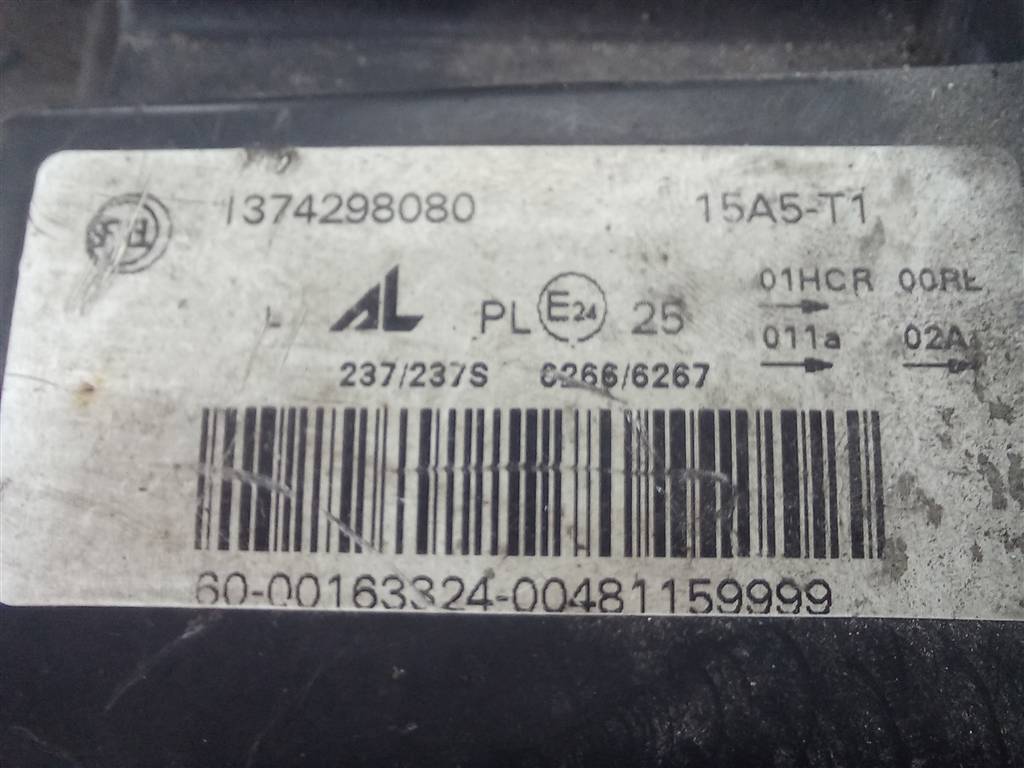 1374298080 15A5-T1
L AL PL E24 25 01HCR 00RL
011a 02A
237/237S 6266/6267
60-00163324-00481159999